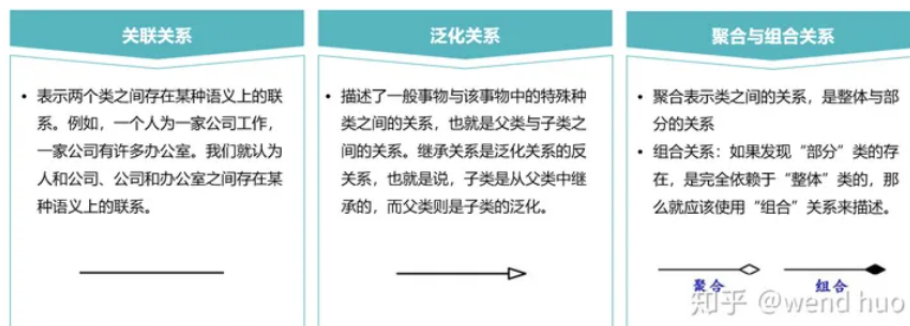 关联关系
• 表示两个类之间存在某种语义上的联
系。例如，一个人为一家公司工作，
一家公司有许多办公室。我们就认为
人和公司、公司和办公室之间存在某
种语义上的联系。
泛化关系
• 描述了一般事物与该事物中的特殊种
类之间的关系，也就是父类与子类之
间的关系。继承关系是泛化关系的反
关系，也就是说，子类是从父类中继
承的，而父类则是子类的泛化。
聚合与组合关系
• 聚合表示类之间的关系，是整体与部
分的关系
• 组合关系：如果发现“部分”类的存
在，是完全依赖于“整体”类的，那
么就应该使用“组合”关系来描述。
聚合
组合
知乎 @wend huo